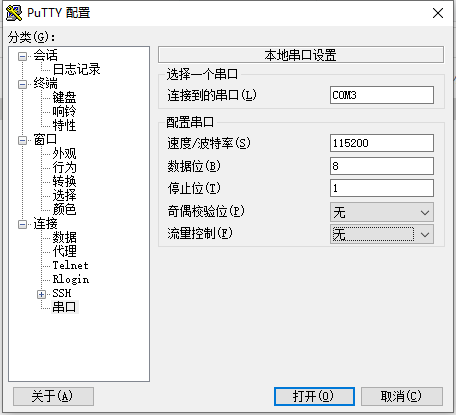 PuTTY 配置
分类(G):
会话
日志记录
终端
键盘
响铃
特性
窗口
外观
行为
转换
选择
颜色
连接
数据
代理
Telnet
Rlogin
SSH
串口
本地串口设置
选择一个串口
连接到的串口(L) COM3
配置串口
速度/波特率(S) 115200
数据位(B) 8
停止位(T) 1
奇偶校验位(P) 无
流量控制(F) 无
关于(A) 打开(O) 取消(C)